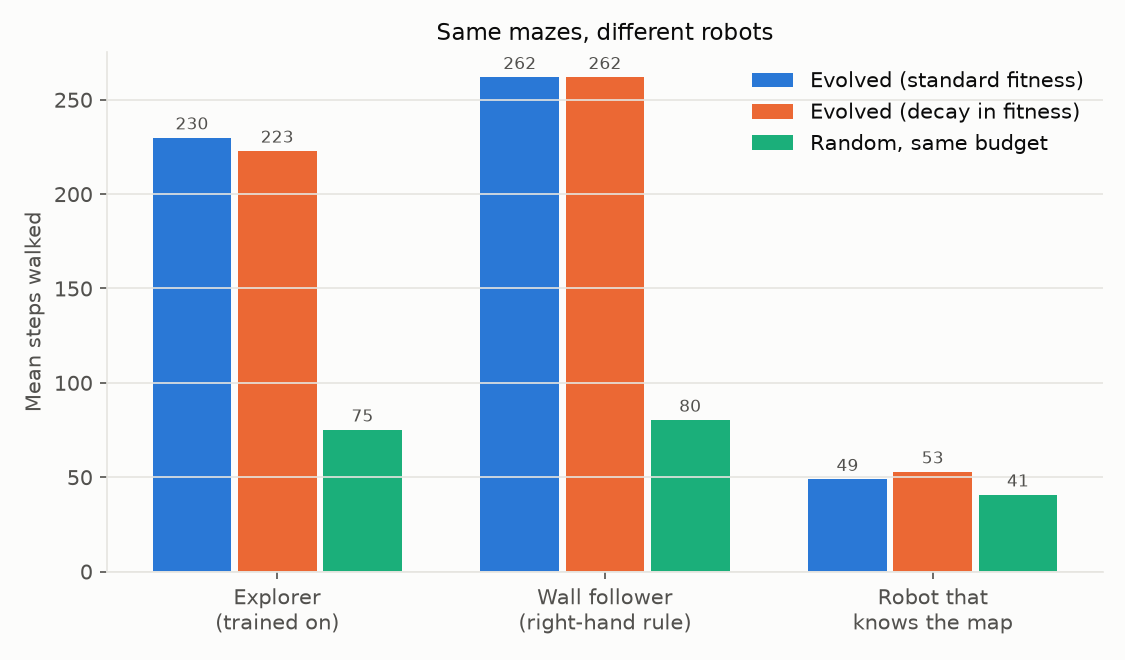 Same mazes, different robots
Evolved (standard fitness)
Evolved (decay in fitness)
Random, same budget
Mean steps walked
250
200
150
100
50
0
230
223
75
262
262
80
49
53
41
Explorer
(trained on)
Wall follower
(right-hand rule)
Robot that
knows the map